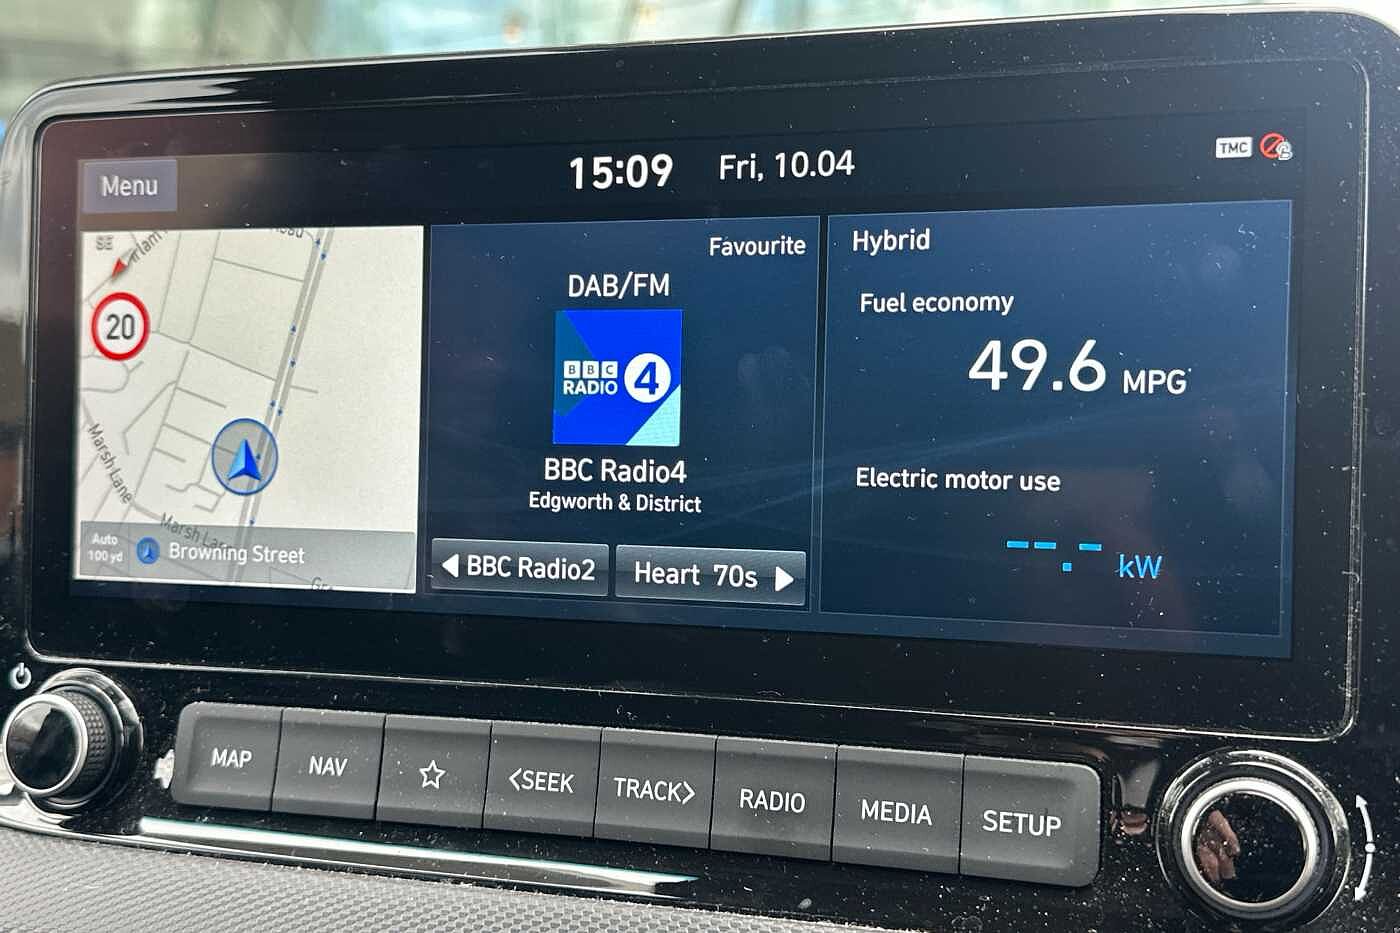 Menu
15:09
Fri, 10.04
TMC
SE
20
Marsh Lane
Marsh La
Auto
100 yd
Browning Street
Favourite
DAB/FM
BBC
RADIO 4
BBC Radio4
Edgworth & District
BBC Radio2
Heart 70s
Hybrid
Fuel economy
49.6 MPG
Electric motor use
--.- kW
MAP
NAV
<SEEK
TRACK>
RADIO
MEDIA
SETUP